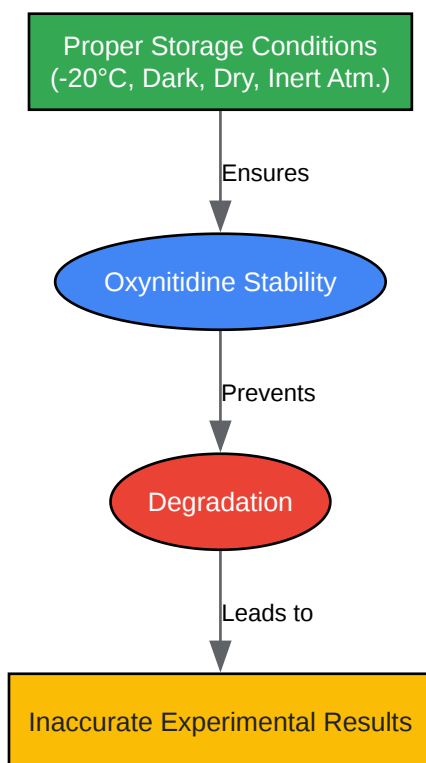 Proper Storage Conditions
(-20°C, Dark, Dry, Inert Atm.)
Ensures
Oxynitidine Stability
Prevents
Degradation
Leads to
Inaccurate Experimental Results